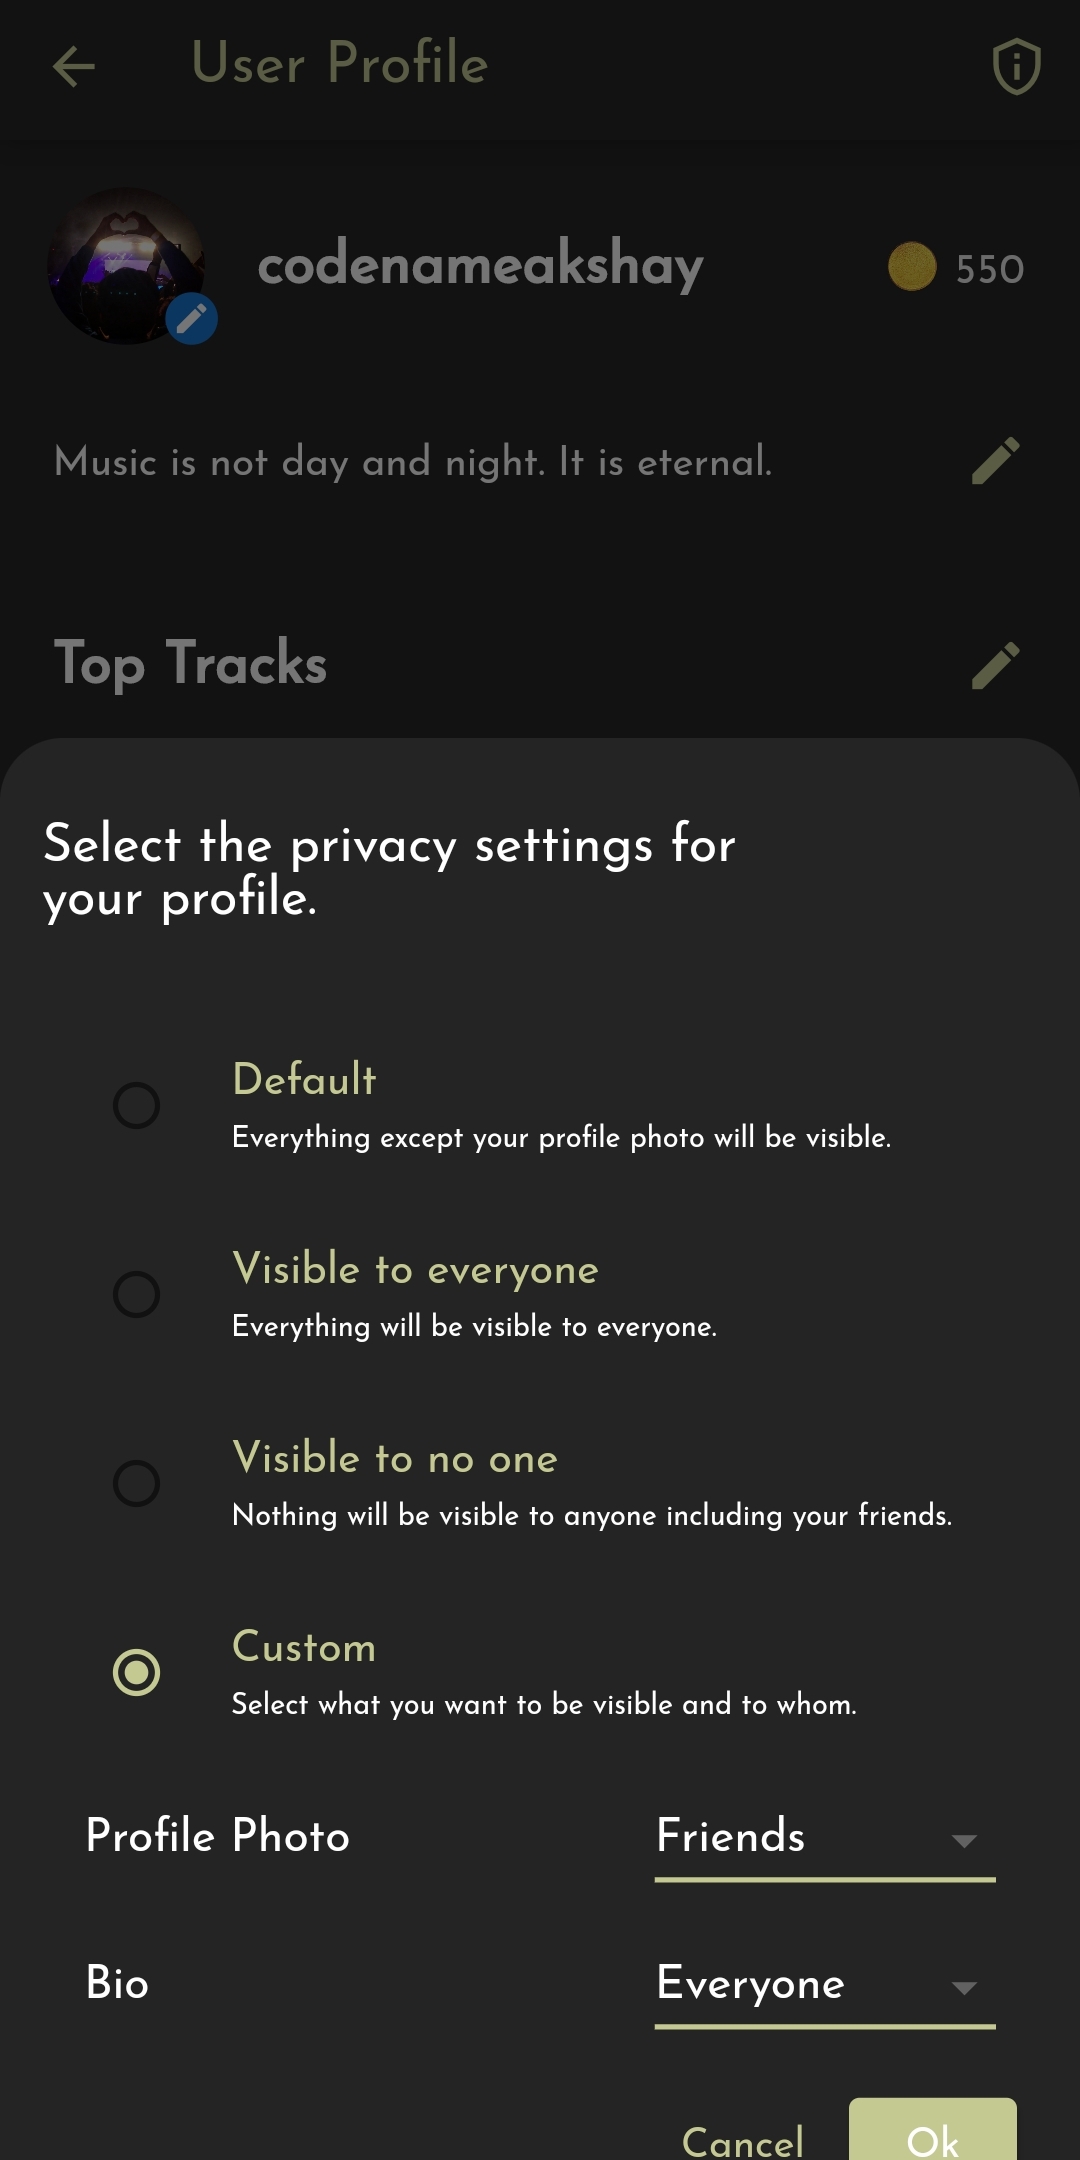 User Profile
codenameakshay
550
Music is not day and night. It is eternal.
Top Tracks
Select the privacy settings for
your profile.
Default
Everything except your profile photo will be visible.
Visible to everyone
Everything will be visible to everyone.
Visible to no one
Nothing will be visible to anyone including your friends.
Custom
Select what you want to be visible and to whom.
Profile Photo Friends
Bio Everyone
Cancel Ok